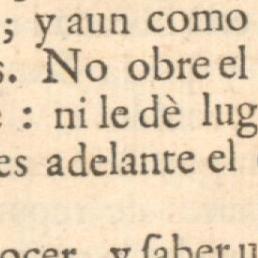 ; y aun como
s. No obre el
: ni le dè lug
es adelante el
ocer, y ſaber u